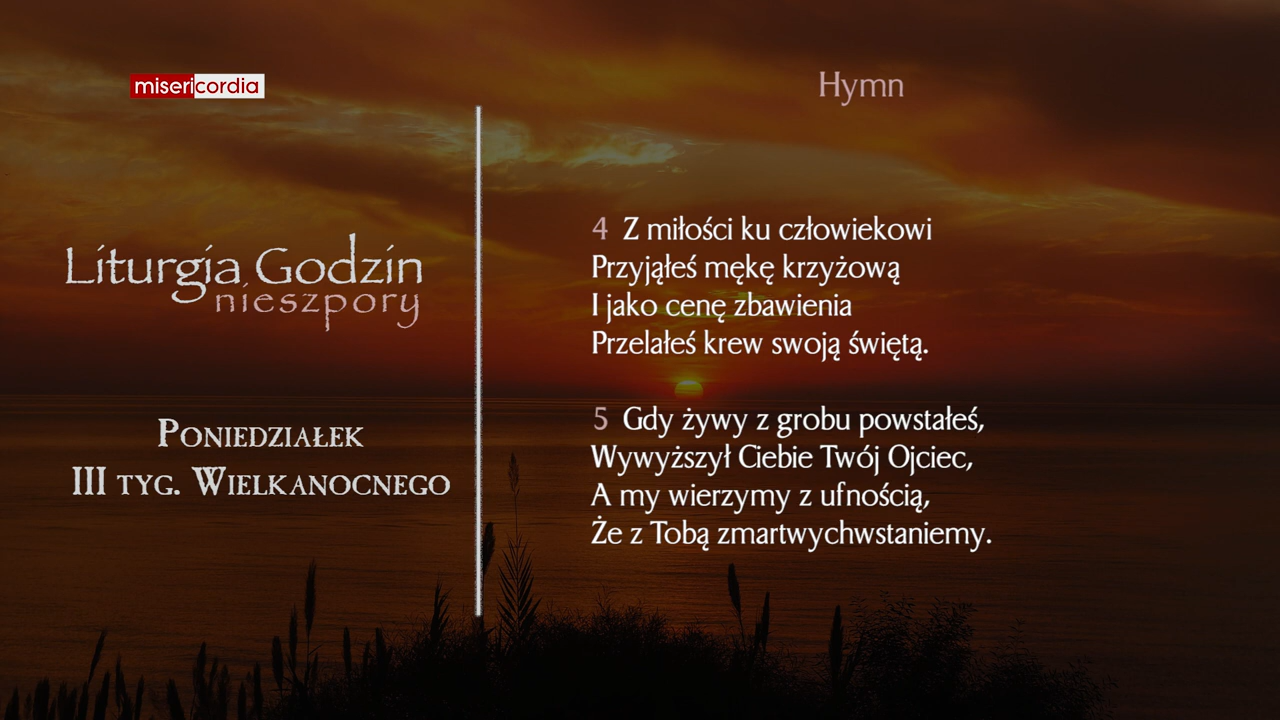 misericordia
Liturgia Godzin
nieszpory
Poniedziałek
III tyg. Wielkanocnego
Hymn
4 Z miłości ku człowiekowi
Przyjąłeś mękę krzyżową
I jako cenę zbawienia
Przelałeś krew swoją świętą.
5 Gdy żywy z grobu powstałeś,
Wywyższył Ciebie Twój Ojciec,
A my wierzymy z ufnością,
Że z Tobą zmartwychwstaniemy.